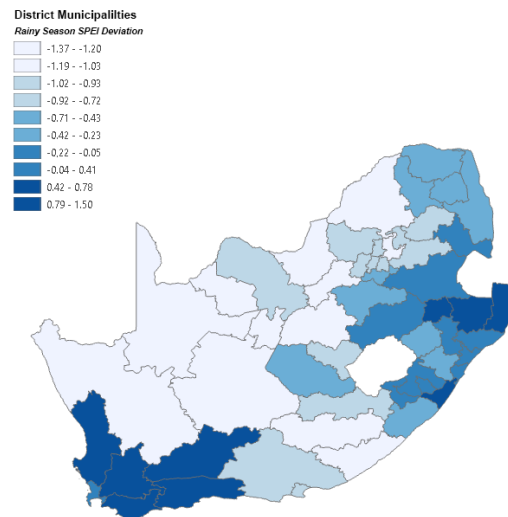 District Municipalilties
Rainy Season SPEI Deviation
-1.37 - -1.20
-1.19 - -1.03
-1.02 - -0.93
-0.92 - -0.72
-0.71 - -0.43
-0.42 - -0.23
-0,22 - -0.05
-0.04 - 0.41
0.42 - 0.78
0.79 - 1.50